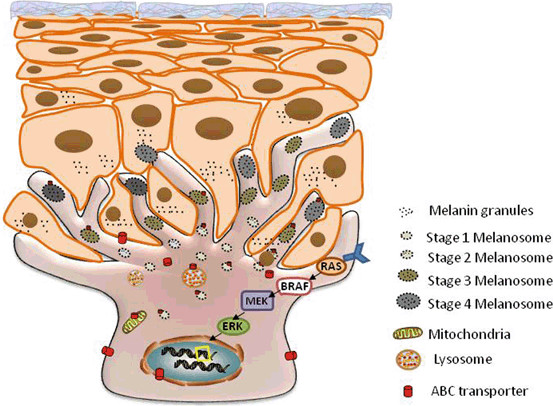 Melanin granules
Stage 1 Melanosome
Stage 2 Melanosome
Stage 3 Melanosome
Stage 4 Melanosome
Mitochondria
Lysosome
ABC transporter
RAS
BRAF
MEK
ERK